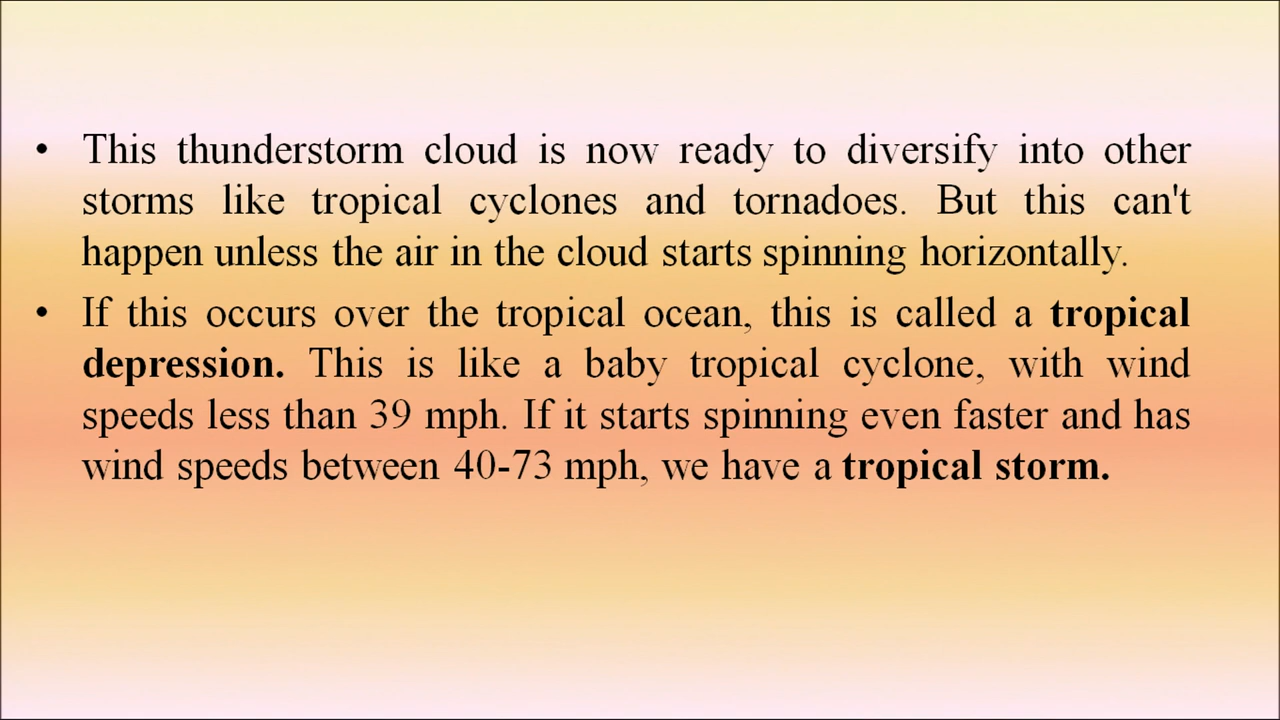 • This thunderstorm cloud is now ready to diversify into other
storms like tropical cyclones and tornadoes. But this can't
happen unless the air in the cloud starts spinning horizontally.
• If this occurs over the tropical ocean, this is called a tropical
depression. This is like a baby tropical cyclone, with wind
speeds less than 39 mph. If it starts spinning even faster and has
wind speeds between 40-73 mph, we have a tropical storm.